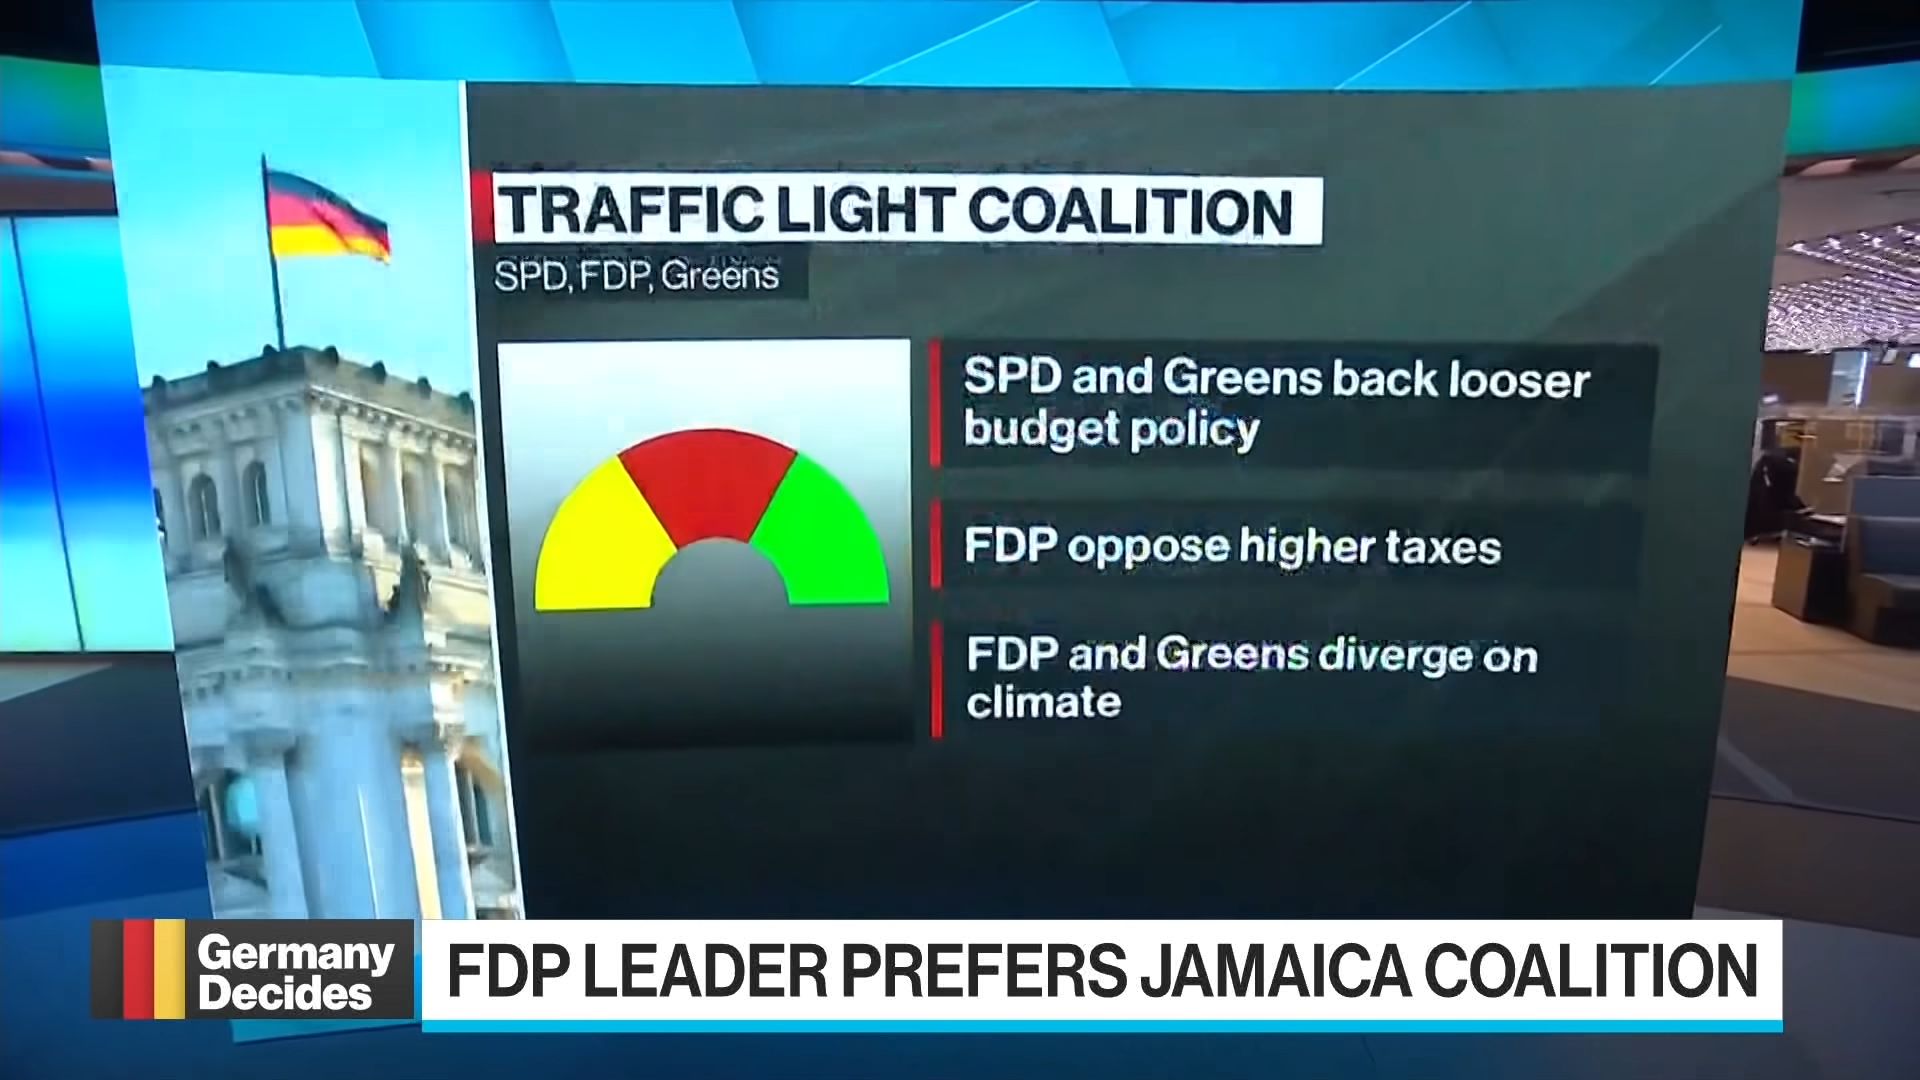 TRAFFIC LIGHT COALITION
SPD, FDP, Greens
SPD and Greens back looser
budget policy
FDP oppose higher taxes
FDP and Greens diverge on
climate
Germany
Decides
FDP LEADER PREFERS JAMAICA COALITION